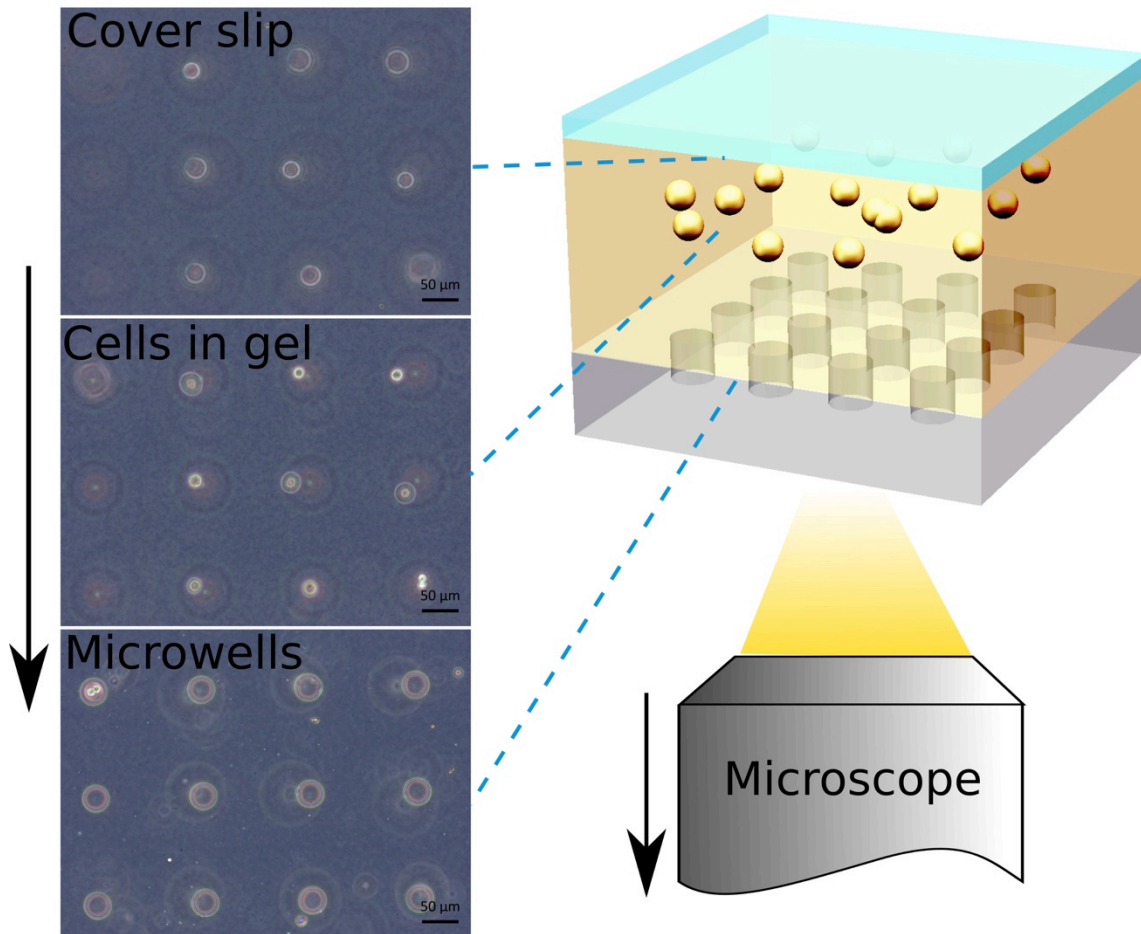 Cover slip
50 μm
Cells in gel
50 μm
Microwells
50 μm
Microscope